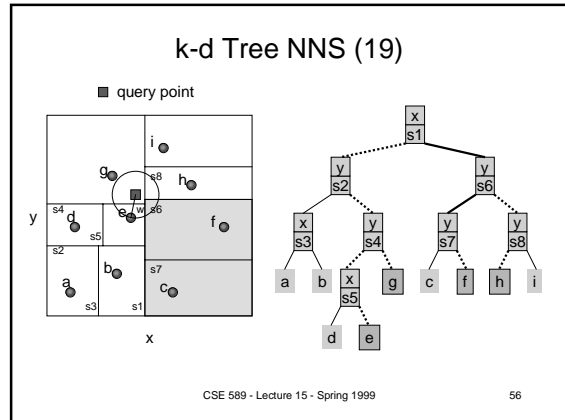 k-d Tree NNS (19)
query point
x
s1
y
s2
y
s6
x
s3
y
s4
y
s7
y
s8
a
b
x
s5
g
c
f
h
i
d
e
i
g
s8
h
w
s6
e
s4
d
s5
f
y
s2
b
s7
a
s3
s1
c
x
CSE 589 - Lecture 15 - Spring 1999
56